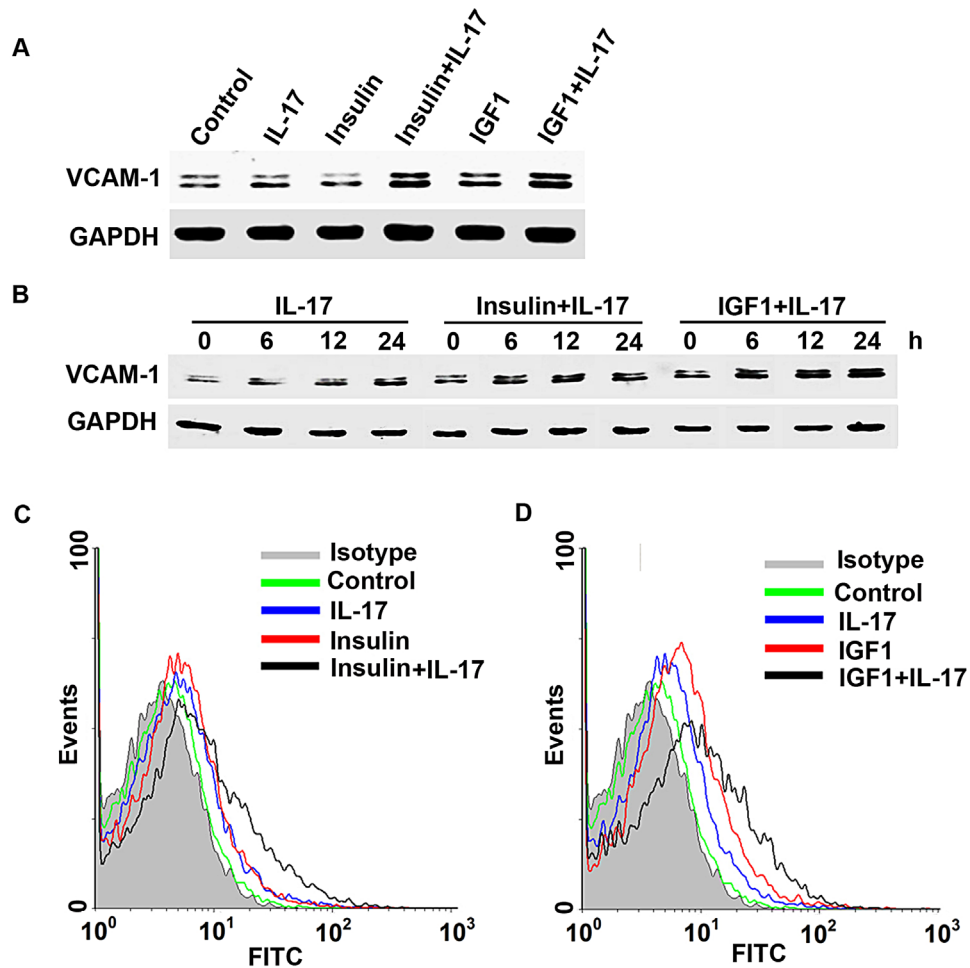 A
Control
IL-17
Insulin
Insulin+IL-17
IGF1
IGF1+IL-17
VCAM-1
GAPDH
B
IL-17
Insulin+IL-17
IGF1+IL-17
0 6 12 24 0 6 12 24 0 6 12 24 h
VCAM-1
GAPDH
C
100
Events
0
Isotype
Control
IL-17
Insulin
Insulin+IL-17
10⁰ 10¹ 10² 10³
FITC
D
100
Events
0
Isotype
Control
IL-17
IGF1
IGF1+IL-17
10⁰ 10¹ 10² 10³
FITC